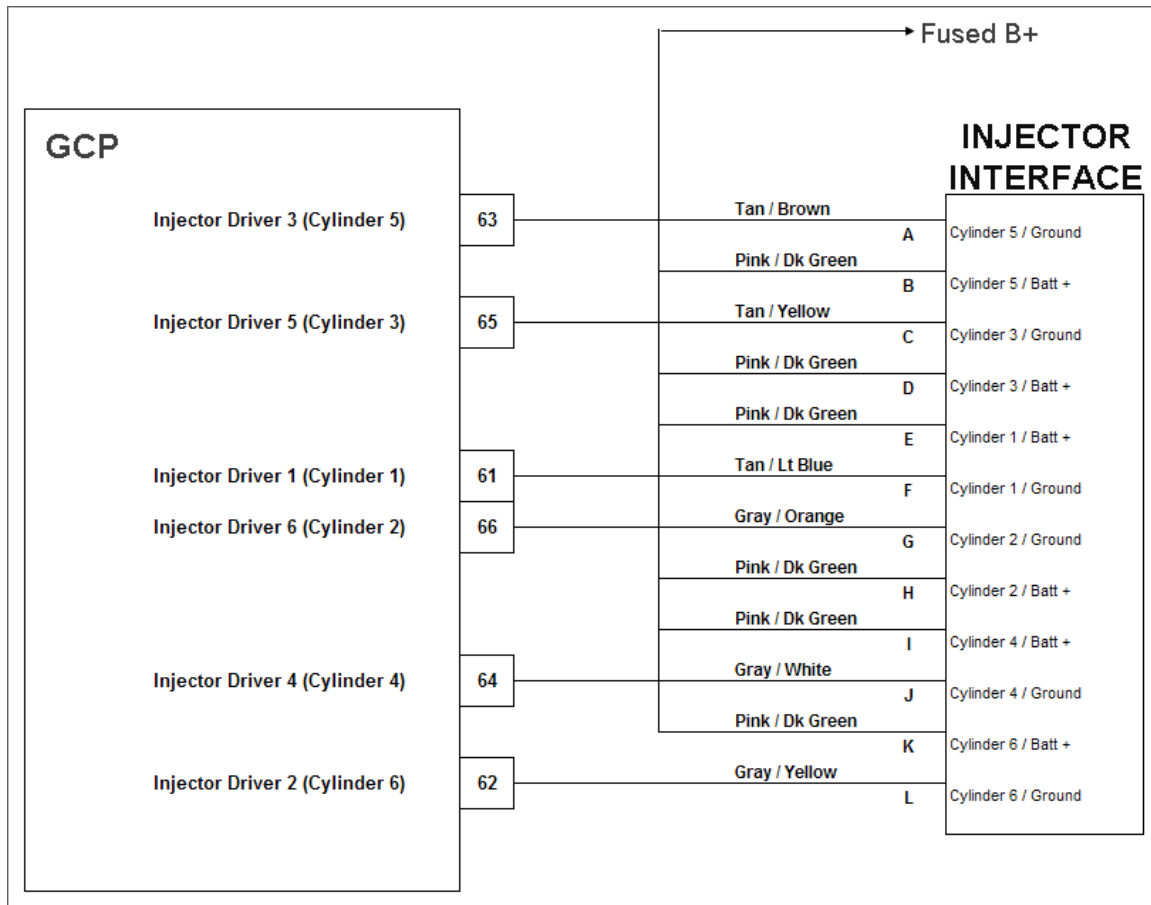 Fused B+
GCP
INJECTOR
INTERFACE
Injector Driver 3 (Cylinder 5)
63
Tan / Brown
A
Cylinder 5 / Ground
Pink / Dk Green
B
Cylinder 5 / Batt +
Injector Driver 5 (Cylinder 3)
65
Tan / Yellow
C
Cylinder 3 / Ground
Pink / Dk Green
D
Cylinder 3 / Batt +
Pink / Dk Green
E
Cylinder 1 / Batt +
Injector Driver 1 (Cylinder 1)
61
Tan / Lt Blue
F
Cylinder 1 / Ground
Injector Driver 6 (Cylinder 2)
66
Gray / Orange
G
Cylinder 2 / Ground
Pink / Dk Green
H
Cylinder 2 / Batt +
Pink / Dk Green
I
Cylinder 4 / Batt +
Injector Driver 4 (Cylinder 4)
64
Gray / White
J
Cylinder 4 / Ground
Pink / Dk Green
K
Cylinder 6 / Batt +
Injector Driver 2 (Cylinder 6)
62
Gray / Yellow
L
Cylinder 6 / Ground